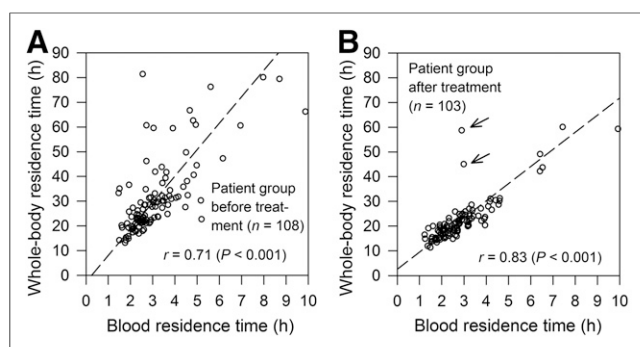 A
B
Whole-body residence time (h)
90
80
70
60
50
40
30
20
10
0
Patient group
before treat-
ment (n = 108)
r = 0.71 (P < 0.001)
0 1 2 3 4 5 6 7 8 9 10
Blood residence time (h)
Whole-body residence time (h)
90
80
70
60
50
40
30
20
10
0
Patient group
after treatment
(n = 103)
r = 0.83 (P < 0.001)
0 1 2 3 4 5 6 7 8 9 10
Blood residence time (h)